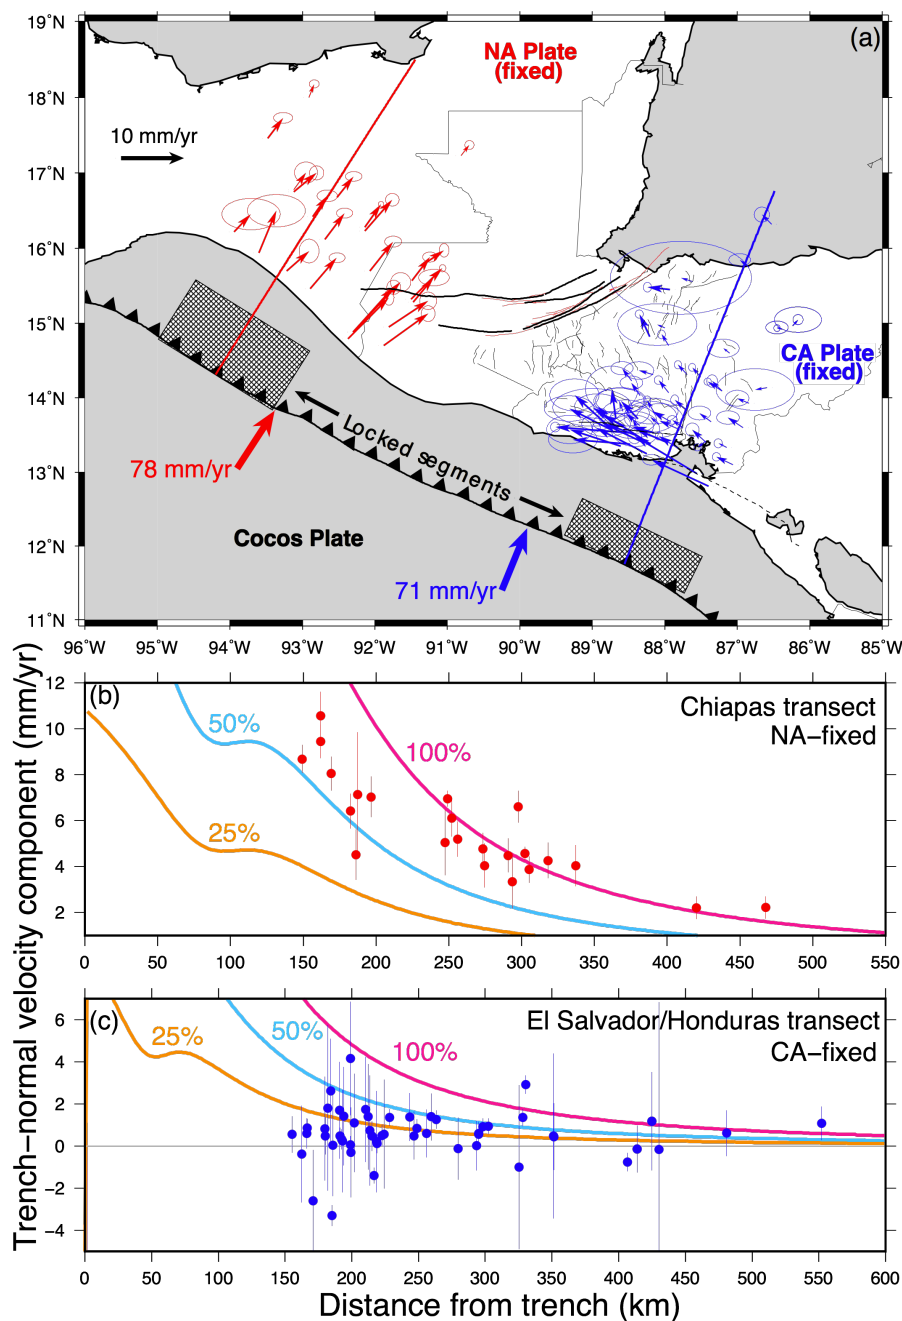 19°N
18°N
17°N
16°N
15°N
14°N
13°N
12°N
11°N
(a)
NA Plate
(fixed)
10 mm/yr
CA Plate
(fixed)
Locked segments
78 mm/yr
Cocos Plate
71 mm/yr
96°W
95°W
94°W
93°W
92°W
91°W
90°W
89°W
88°W
87°W
86°W
85°W
Trench-normal velocity component (mm/yr)
12
10
8
6
4
2
(b)
50%
100%
25%
Chiapas transect
NA-fixed
0 50 100 150 200 250 300 350 400 450 500 550
6
4
2
0
-2
-4
(c)
25%
50%
100%
El Salvador/Honduras transect
CA-fixed
0 50 100 150 200 250 300 350 400 450 500 550 600
Distance from trench (km)